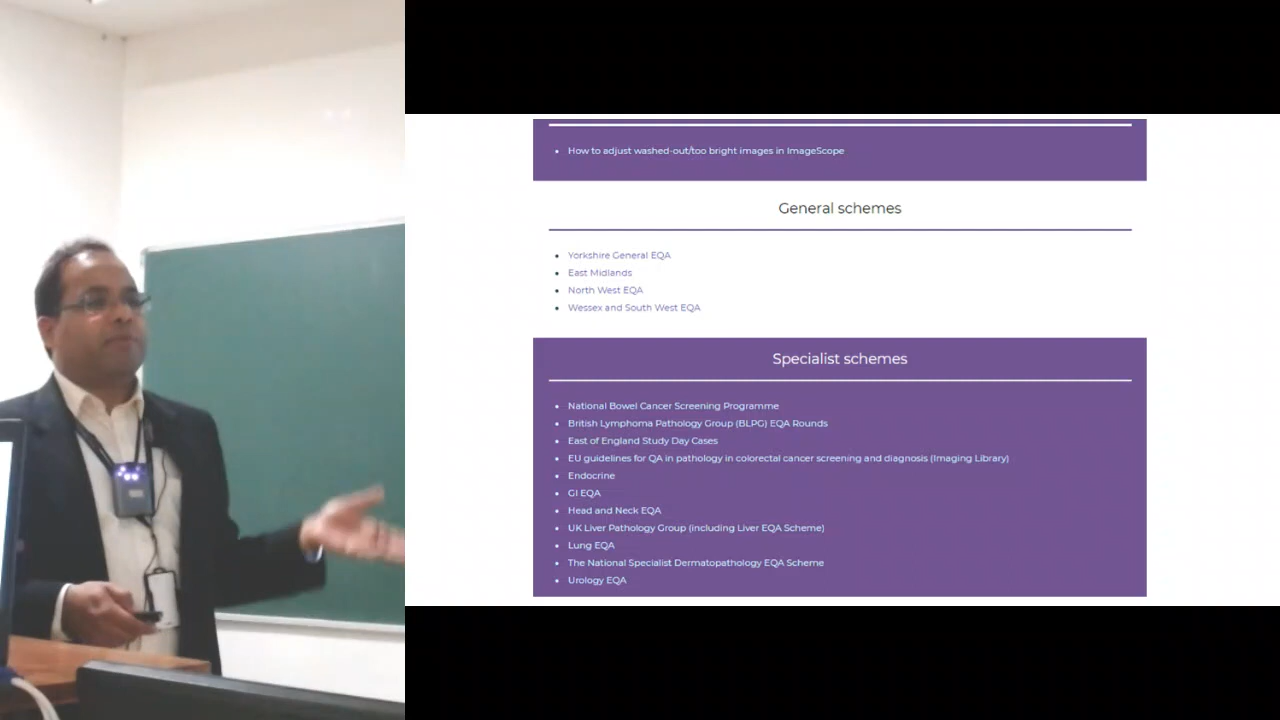 How to adjust washed-out/too bright images in ImageScope
General schemes
Yorkshire General EQA
East Midlands
North West EQA
Wessex and South West EQA
Specialist schemes
National Bowel Cancer Screening Programme
British Lymphoma Pathology Group (BLPG) EQA Rounds
East of England Study Day Cases
EU guidelines for QA in pathology in colorectal cancer screening and diagnosis (Imaging Library)
Endocrine
GI EQA
Head and Neck EQA
UK Liver Pathology Group (including Liver EQA Scheme)
Lung EQA
The National Specialist Dermatopathology EQA Scheme
Urology EQA